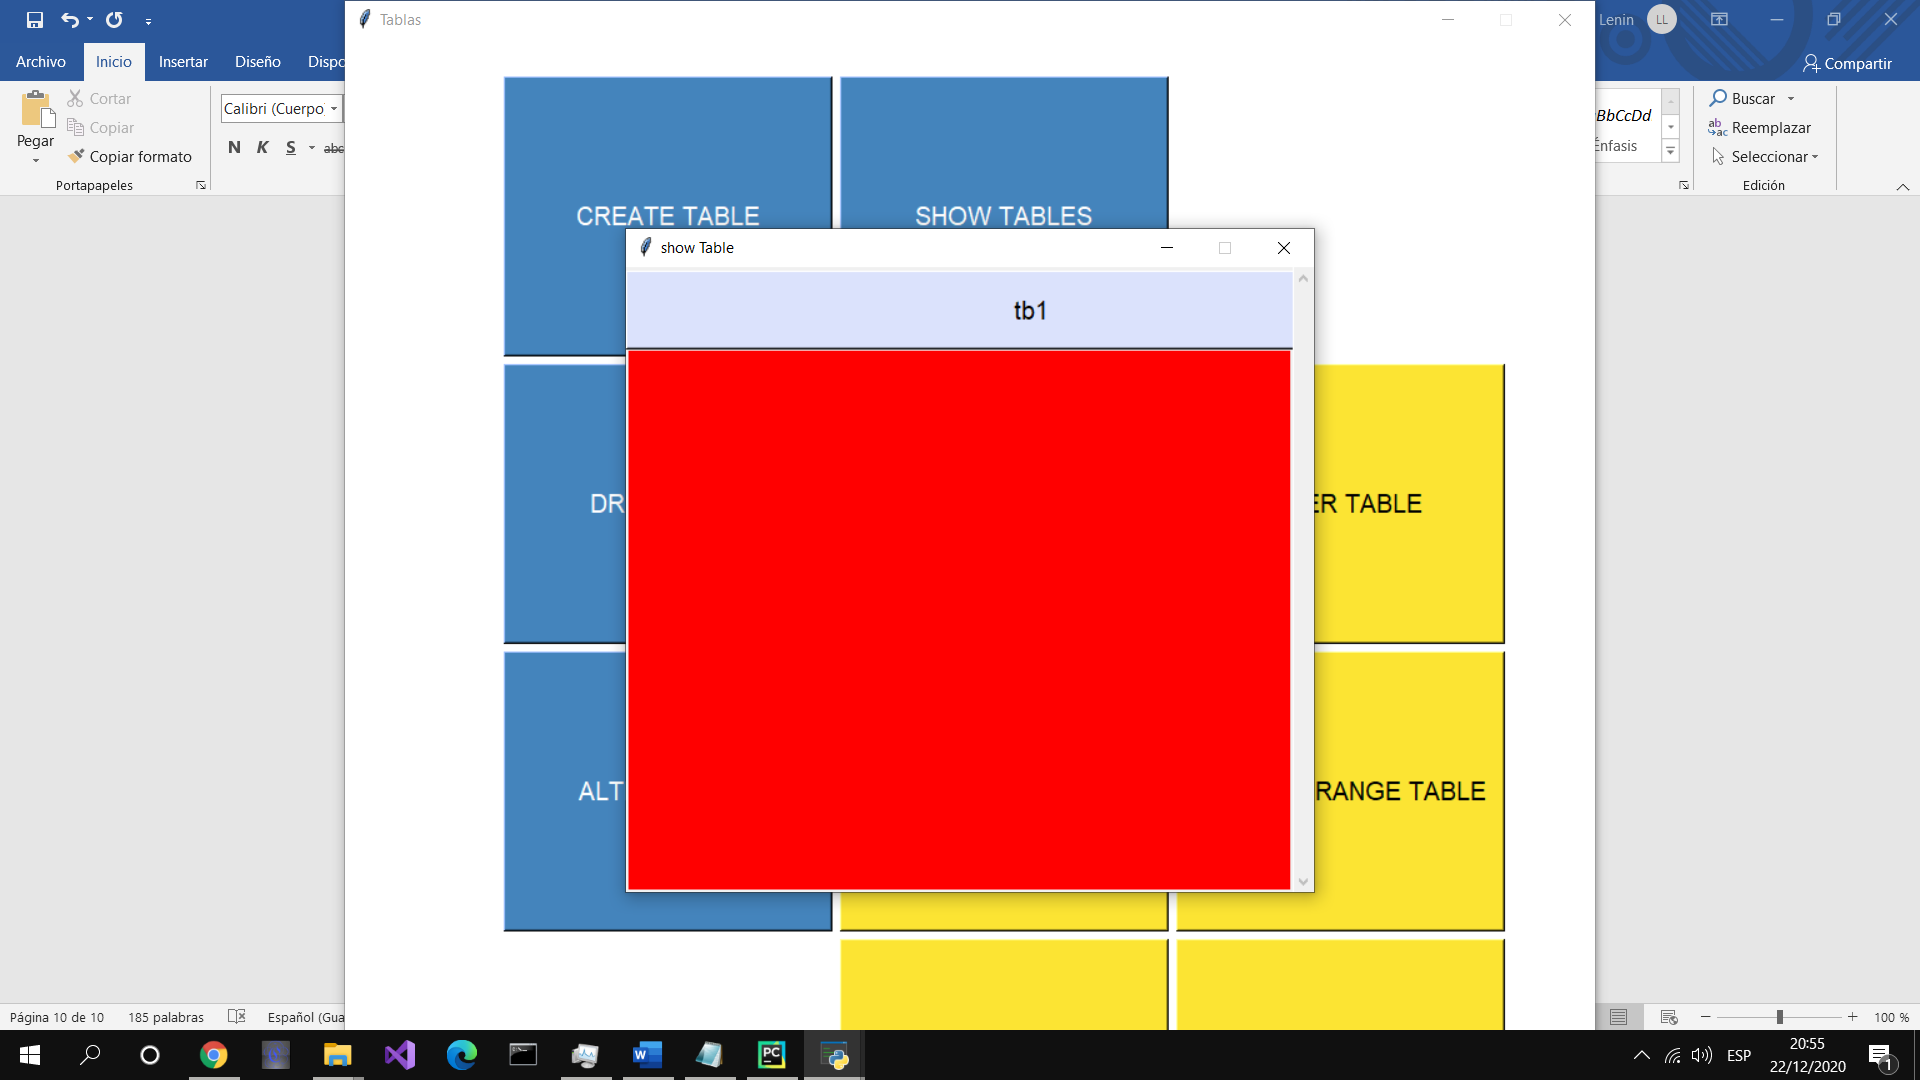 Tablas
Lenin
LL
Archivo
Inicio
Insertar
Diseño
Dispo
Compartir
Pegar
Cortar
Copiar
Copiar formato
Portapapeles
Calibri (Cuerpo)
N K S abc
BbCcDd
Énfasis
Buscar
Reemplazar
Seleccionar
Edición
CREATE TABLE
SHOW TABLES
show Table
tb1
DR
ER TABLE
ALT
RANGE TABLE
Página 10 de 10
185 palabras
Español (Gua
100 %
ESP
20:55
22/12/2020
1